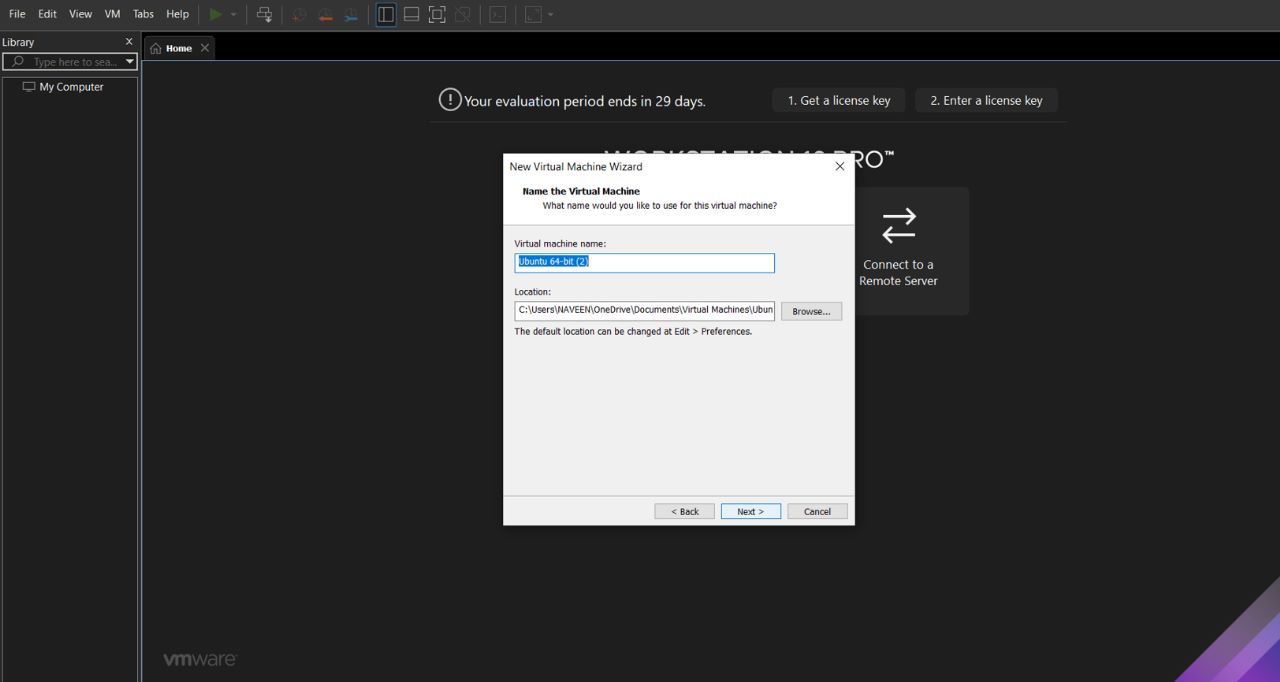 File Edit View VM Tabs Help
Library
Type here to sea...
Home
My Computer
Your evaluation period ends in 29 days.
1. Get a license key
2. Enter a license key
PRO™
New Virtual Machine Wizard
Name the Virtual Machine
What name would you like to use for this virtual machine?
Virtual machine name:
Ubuntu 64-bit (2)
Location:
C:\Users\NAVEEN\OneDrive\Documents\Virtual Machines\Ubun
Browse...
The default location can be changed at Edit > Preferences.
Connect to a
Remote Server
< Back
Next >
Cancel
vmware